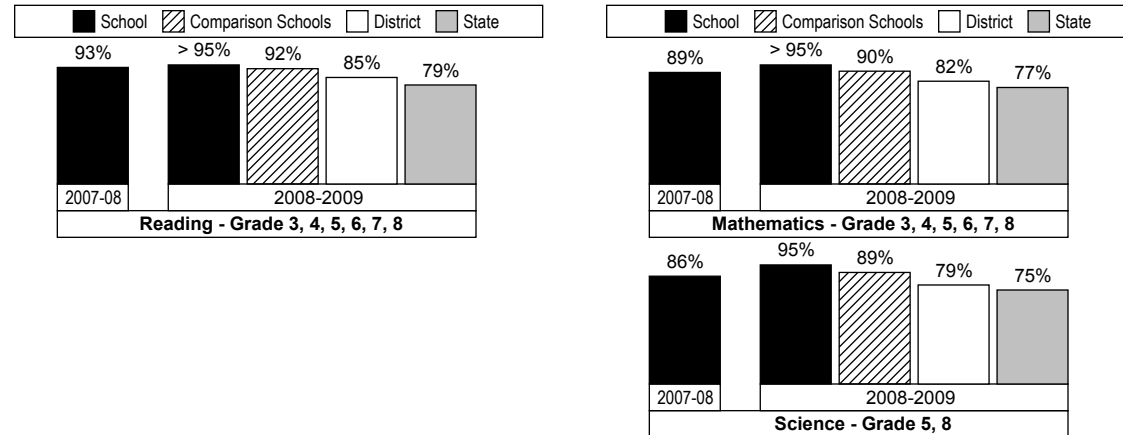 School Comparison Schools District State
93% > 95% 92% 85% 79%
2007-08 2008-2009
Reading - Grade 3, 4, 5, 6, 7, 8
School Comparison Schools District State
89% > 95% 90% 82% 77%
2007-08 2008-2009
Mathematics - Grade 3, 4, 5, 6, 7, 8
86% 95% 89% 79% 75%
2007-08 2008-2009
Science - Grade 5, 8